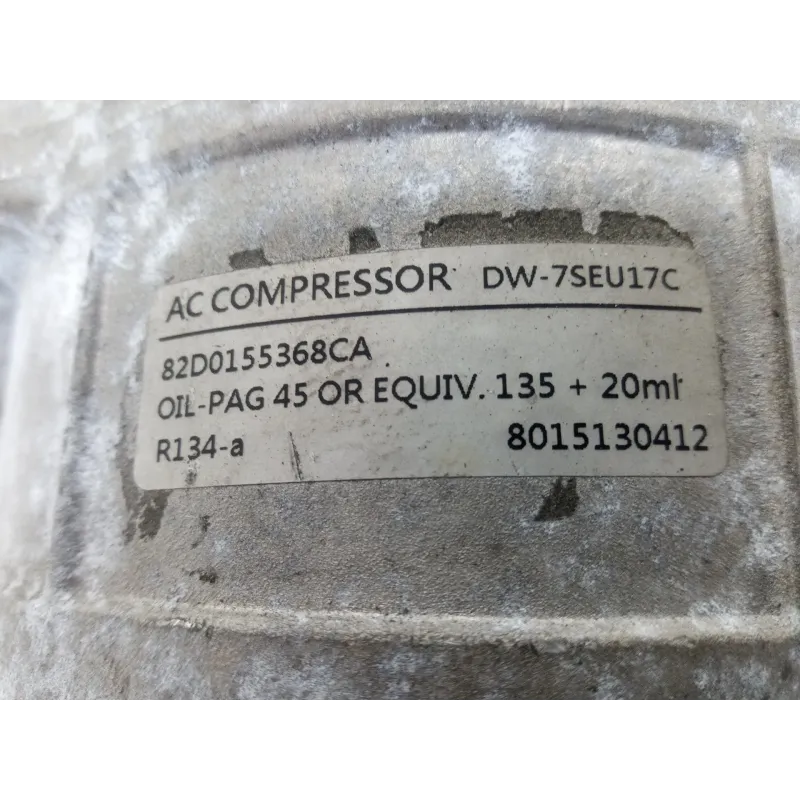 AC COMPRESSOR DW-7SEU17C
82D0155368CA
OIL-PAG 45 OR EQUIV. 135 + 20ml
R134-a 8015130412